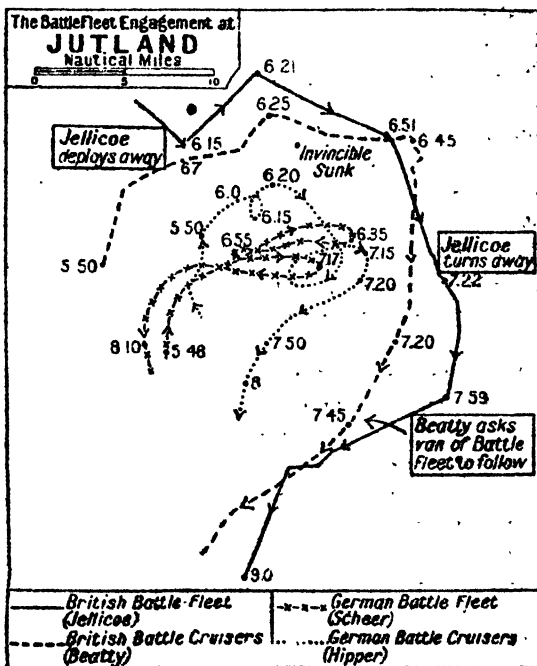 The Battle Fleet Engagement at
JUTLAND
Nautical Miles
0 5 10
6.21
6.25
Jellicoe
deploys away
6.15
6.7
6.51
6.45
Invincible
Sunk
6.20
6.0
6.15
5.50
5.50
6.55
6.35
7.17
7.15
7.20
Jellicoe
turns away
7.22
8.10
5.48
7.50
7.20
8
7.45
7.59
Beatty asks
van of Battle
Fleet to follow
9.0
British Battle-Fleet
(Jellicoe)
British Battle Cruisers
(Beatty)
German Battle Fleet
(Scheer)
German Battle Cruisers
(Hipper)